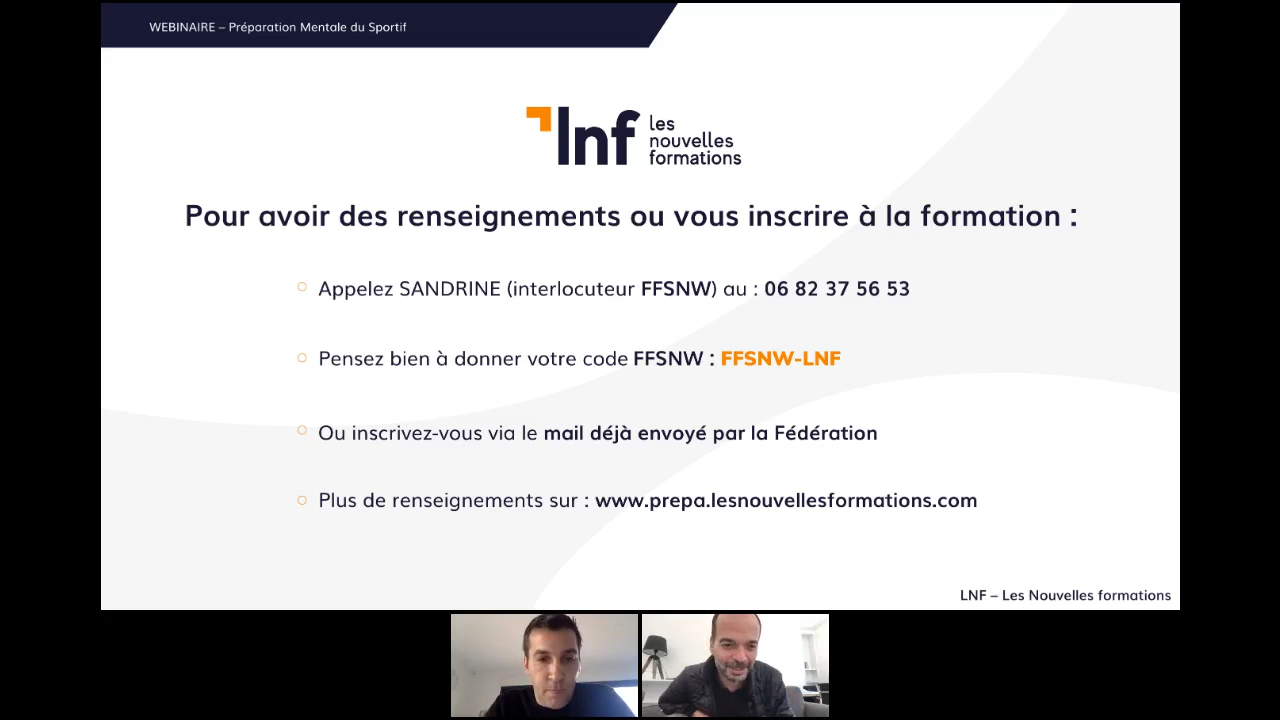 WEBINAIRE – Préparation Mentale du Sportif
lnf
les
nouvelles
formations
Pour avoir des renseignements ou vous inscrire à la formation :
Appelez SANDRINE (interlocuteur FFSNW) au : 06 82 37 56 53
Pensez bien à donner votre code FFSNW : FFSNW-LNF
Ou inscrivez-vous via le mail déjà envoyé par la Fédération
Plus de renseignements sur : www.prepa.lesnouvellesformations.com
LNF – Les Nouvelles formations